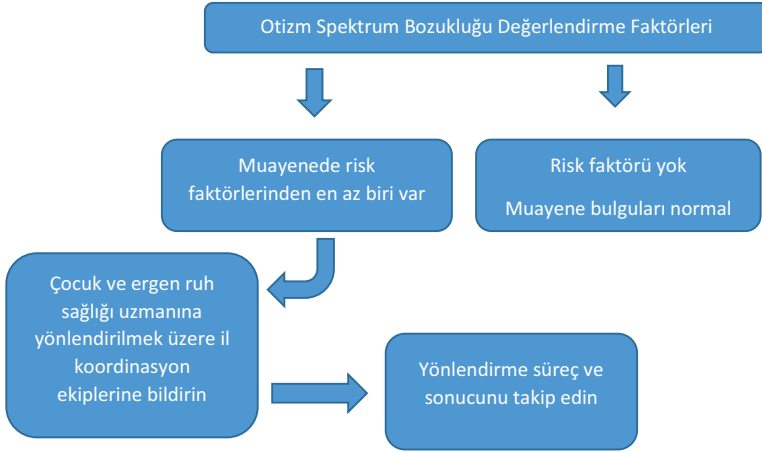 Otizm Spektrum Bozukluğu Değerlendirme Faktörleri
Muayenede risk
faktörlerinden en az biri var
Risk faktörü yok
Muayene bulguları normal
Çocuk ve ergen ruh
sağlığı uzmanına
yönlendirilmek üzere il
koordinasyon
ekiplerine bildirin
Yönlendirme süreç ve
sonucunu takip edin